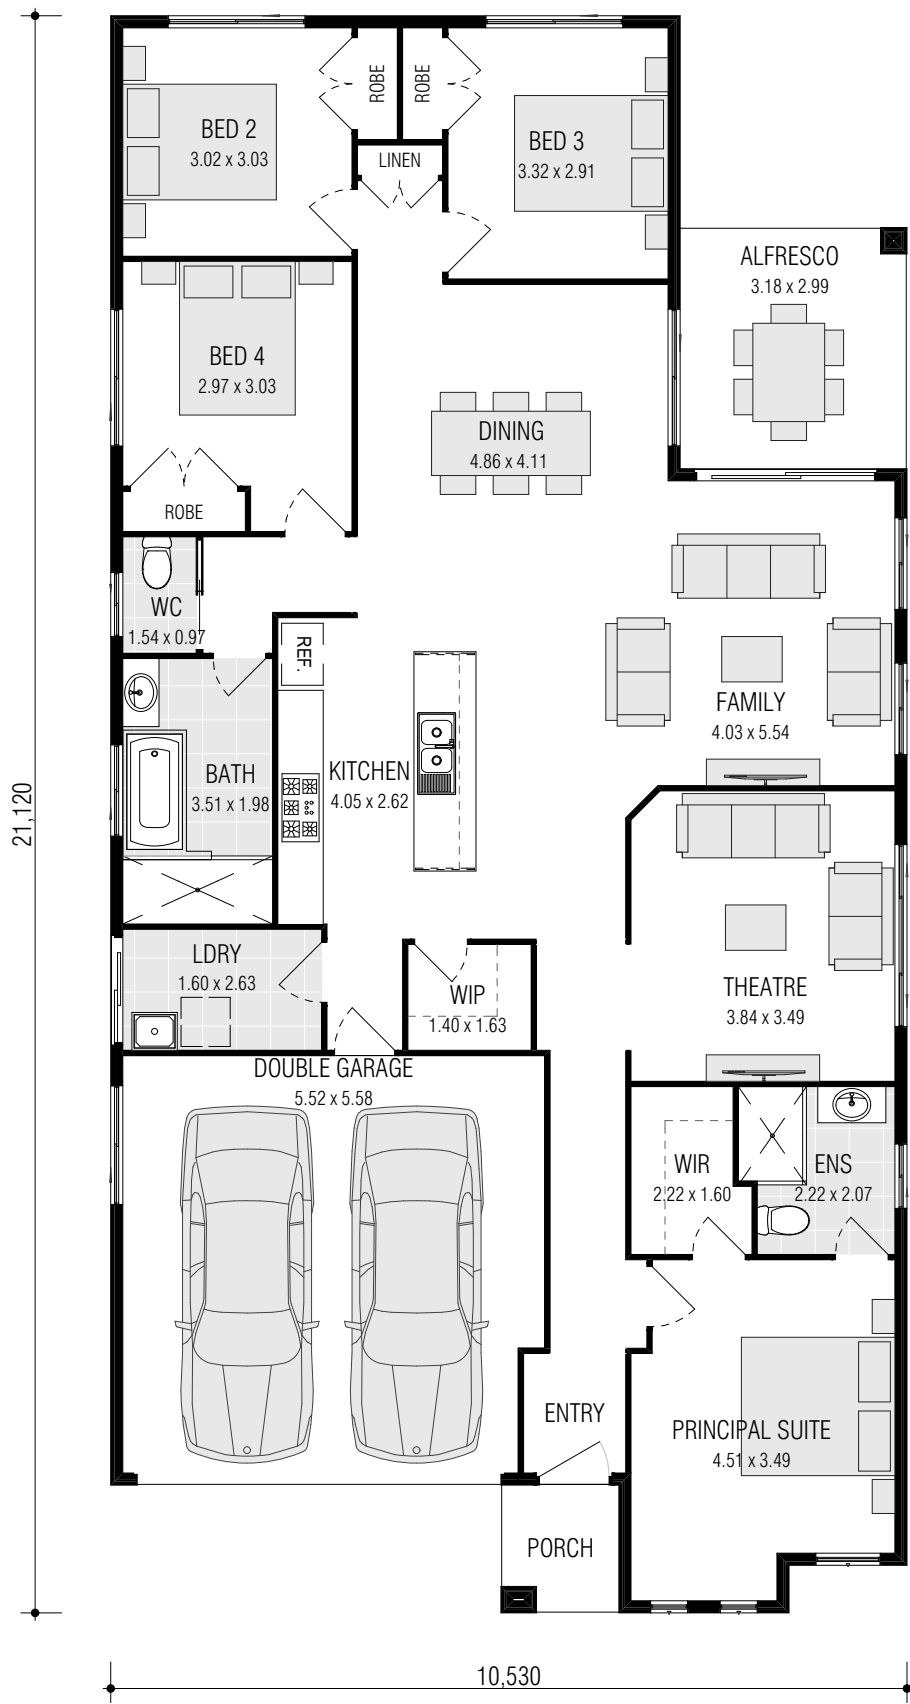 ROBE
ROBE
BED 2
3.02 x 3.03
BED 3
3.32 x 2.91
LINEN
ALFRESCO
3.18 x 2.99
BED 4
2.97 x 3.03
DINING
4.86 x 4.11
ROBE
WC
1.54 x 0.97
REF.
FAMILY
4.03 x 5.54
BATH
3.51 x 1.98
KITCHEN
4.05 x 2.62
21,120
LDRY
1.60 x 2.63
WIP
1.40 x 1.63
THEATRE
3.84 x 3.49
DOUBLE GARAGE
5.52 x 5.58
WIR
2.22 x 1.60
ENS
2.22 x 2.07
ENTRY
PRINCIPAL SUITE
4.51 x 3.49
PORCH
10,530